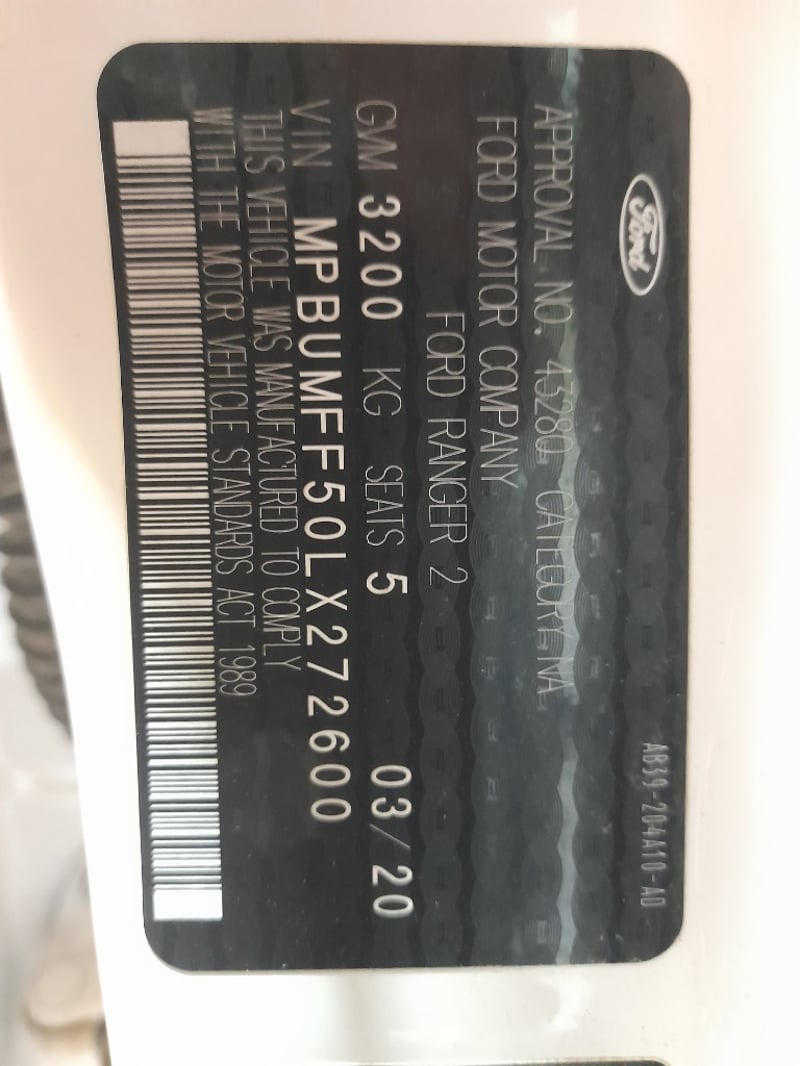 Ford
AB39-204A10-AD
APPROVAL NO. 45280 CATEGORY NA
FORD MOTOR COMPANY
FORD RANGER 2
GVM 3200 KG SEATS 5 03/20
VIN MPBUMFF50LX272600
THIS VEHICLE WAS MANUFACTURED TO COMPLY
WITH THE MOTOR VEHICLE STANDARDS ACT 1989